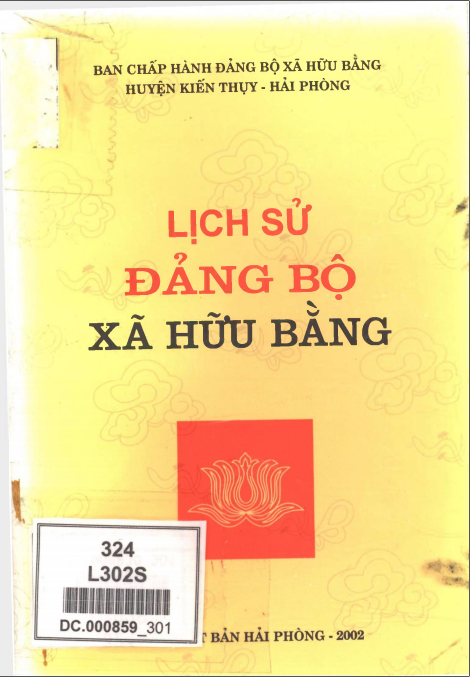 BAN CHẤP HÀNH ĐẢNG BỘ XÃ HỮU BẰNG
HUYỆN KIẾN THỤY - HẢI PHÒNG
LỊCH SỬ
ĐẢNG BỘ
XÃ HỮU BẰNG
324
L302S
DC.000859_301
T BẢN HẢI PHÒNG - 2002